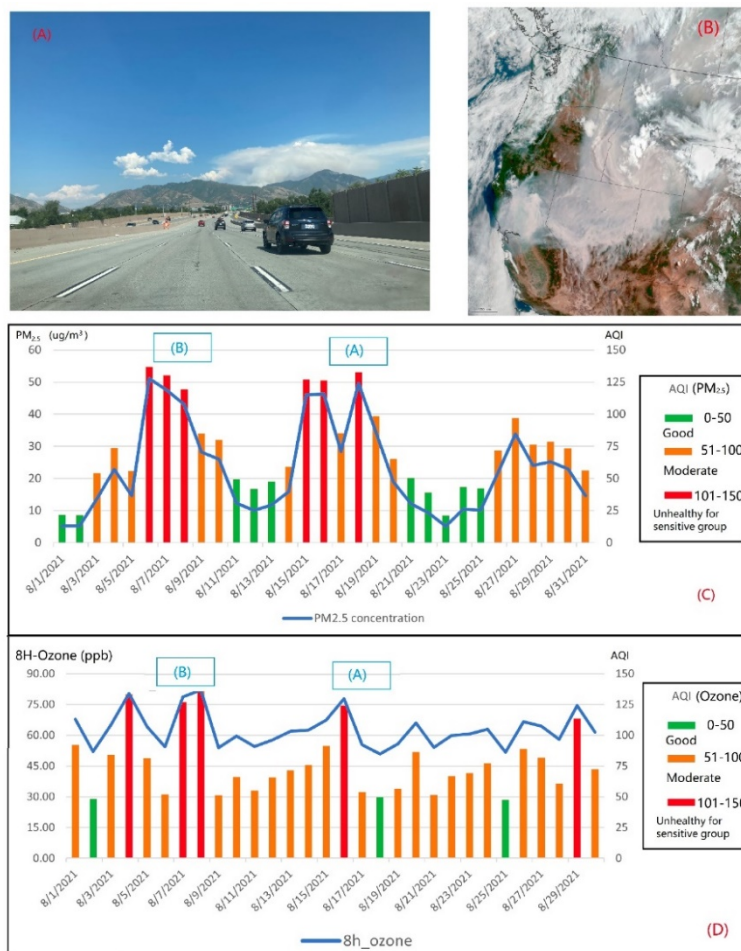 (A)
(B)
PM2.5 (ug/m³)
AQI
(B)
(A)
60
50
40
30
20
10
0
150
125
100
75
50
25
0
8/1/2021
8/3/2021
8/5/2021
8/7/2021
8/9/2021
8/11/2021
8/13/2021
8/15/2021
8/17/2021
8/19/2021
8/21/2021
8/23/2021
8/25/2021
8/27/2021
8/29/2021
8/31/2021
PM2.5 concentration
AQI (PM2.5)
0-50
Good
51-100
Moderate
101-150
Unhealthy for
sensitive group
(C)
8H-Ozone (ppb)
AQI
(B)
(A)
90.00
75.00
60.00
45.00
30.00
15.00
0.00
150
125
100
75
50
25
0
8/1/2021
8/3/2021
8/5/2021
8/7/2021
8/9/2021
8/11/2021
8/13/2021
8/15/2021
8/17/2021
8/19/2021
8/21/2021
8/23/2021
8/25/2021
8/27/2021
8/29/2021
8h_ozone
AQI (Ozone)
0-50
Good
51-100
Moderate
101-150
Unhealthy for
sensitive group
(D)